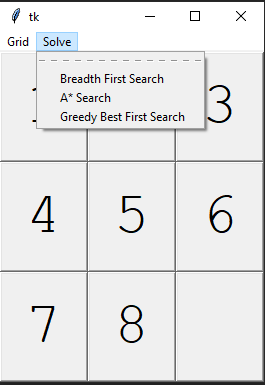 tk
Grid Solve
Breadth First Search
A* Search
Greedy Best First Search
3
4 5 6
7 8